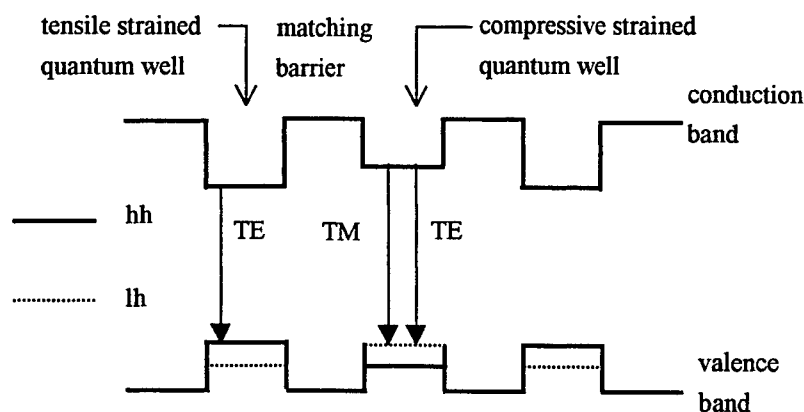 tensile strained
quantum well
matching
barrier
compressive strained
quantum well
conduction
band
hh
TE
TM
TE
lh
valence
band